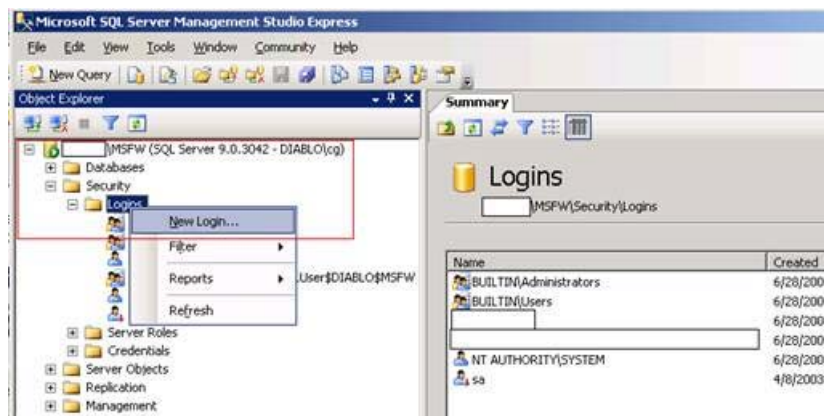 Microsoft SQL Server Management Studio Express
File Edit View Tools Window Community Help
New Query
Object Explorer
Summary
\MSFW (SQL Server 9.0.3042 - DIABLO\cg)
Databases
Security
Logins
Logins
\MSFW\Security\Logins
New Login...
Filter
Reports
.User$DIABLO$MSFW
Refresh
Name Created
BUILTIN\Administrators 6/28/200
BUILTIN\Users 6/28/200
6/28/200
6/28/200
NT AUTHORITY\SYSTEM 6/28/200
sa 4/8/2003
Server Roles
Credentials
Server Objects
Replication
Management